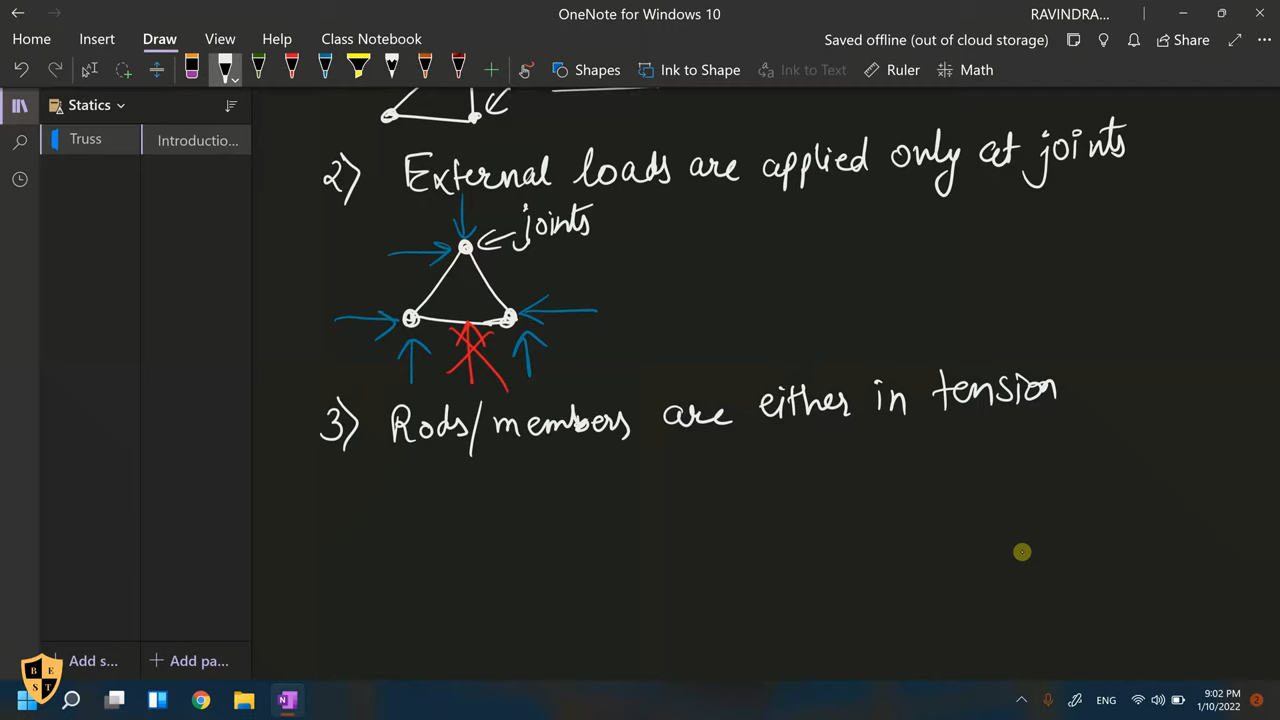 OneNote for Windows 10
RAVINDRA...
Home Insert Draw View Help Class Notebook
Saved offline (out of cloud storage)
Share
Shapes
Ink to Shape
Ink to Text
Ruler
Math
Statics
Truss
Introductio...
2) External loads are applied only at joints
joints
3) Rods/members are either in tension
Add s...
Add pa...
B E
S T
N
ENG
9:02 PM
1/10/2022
2